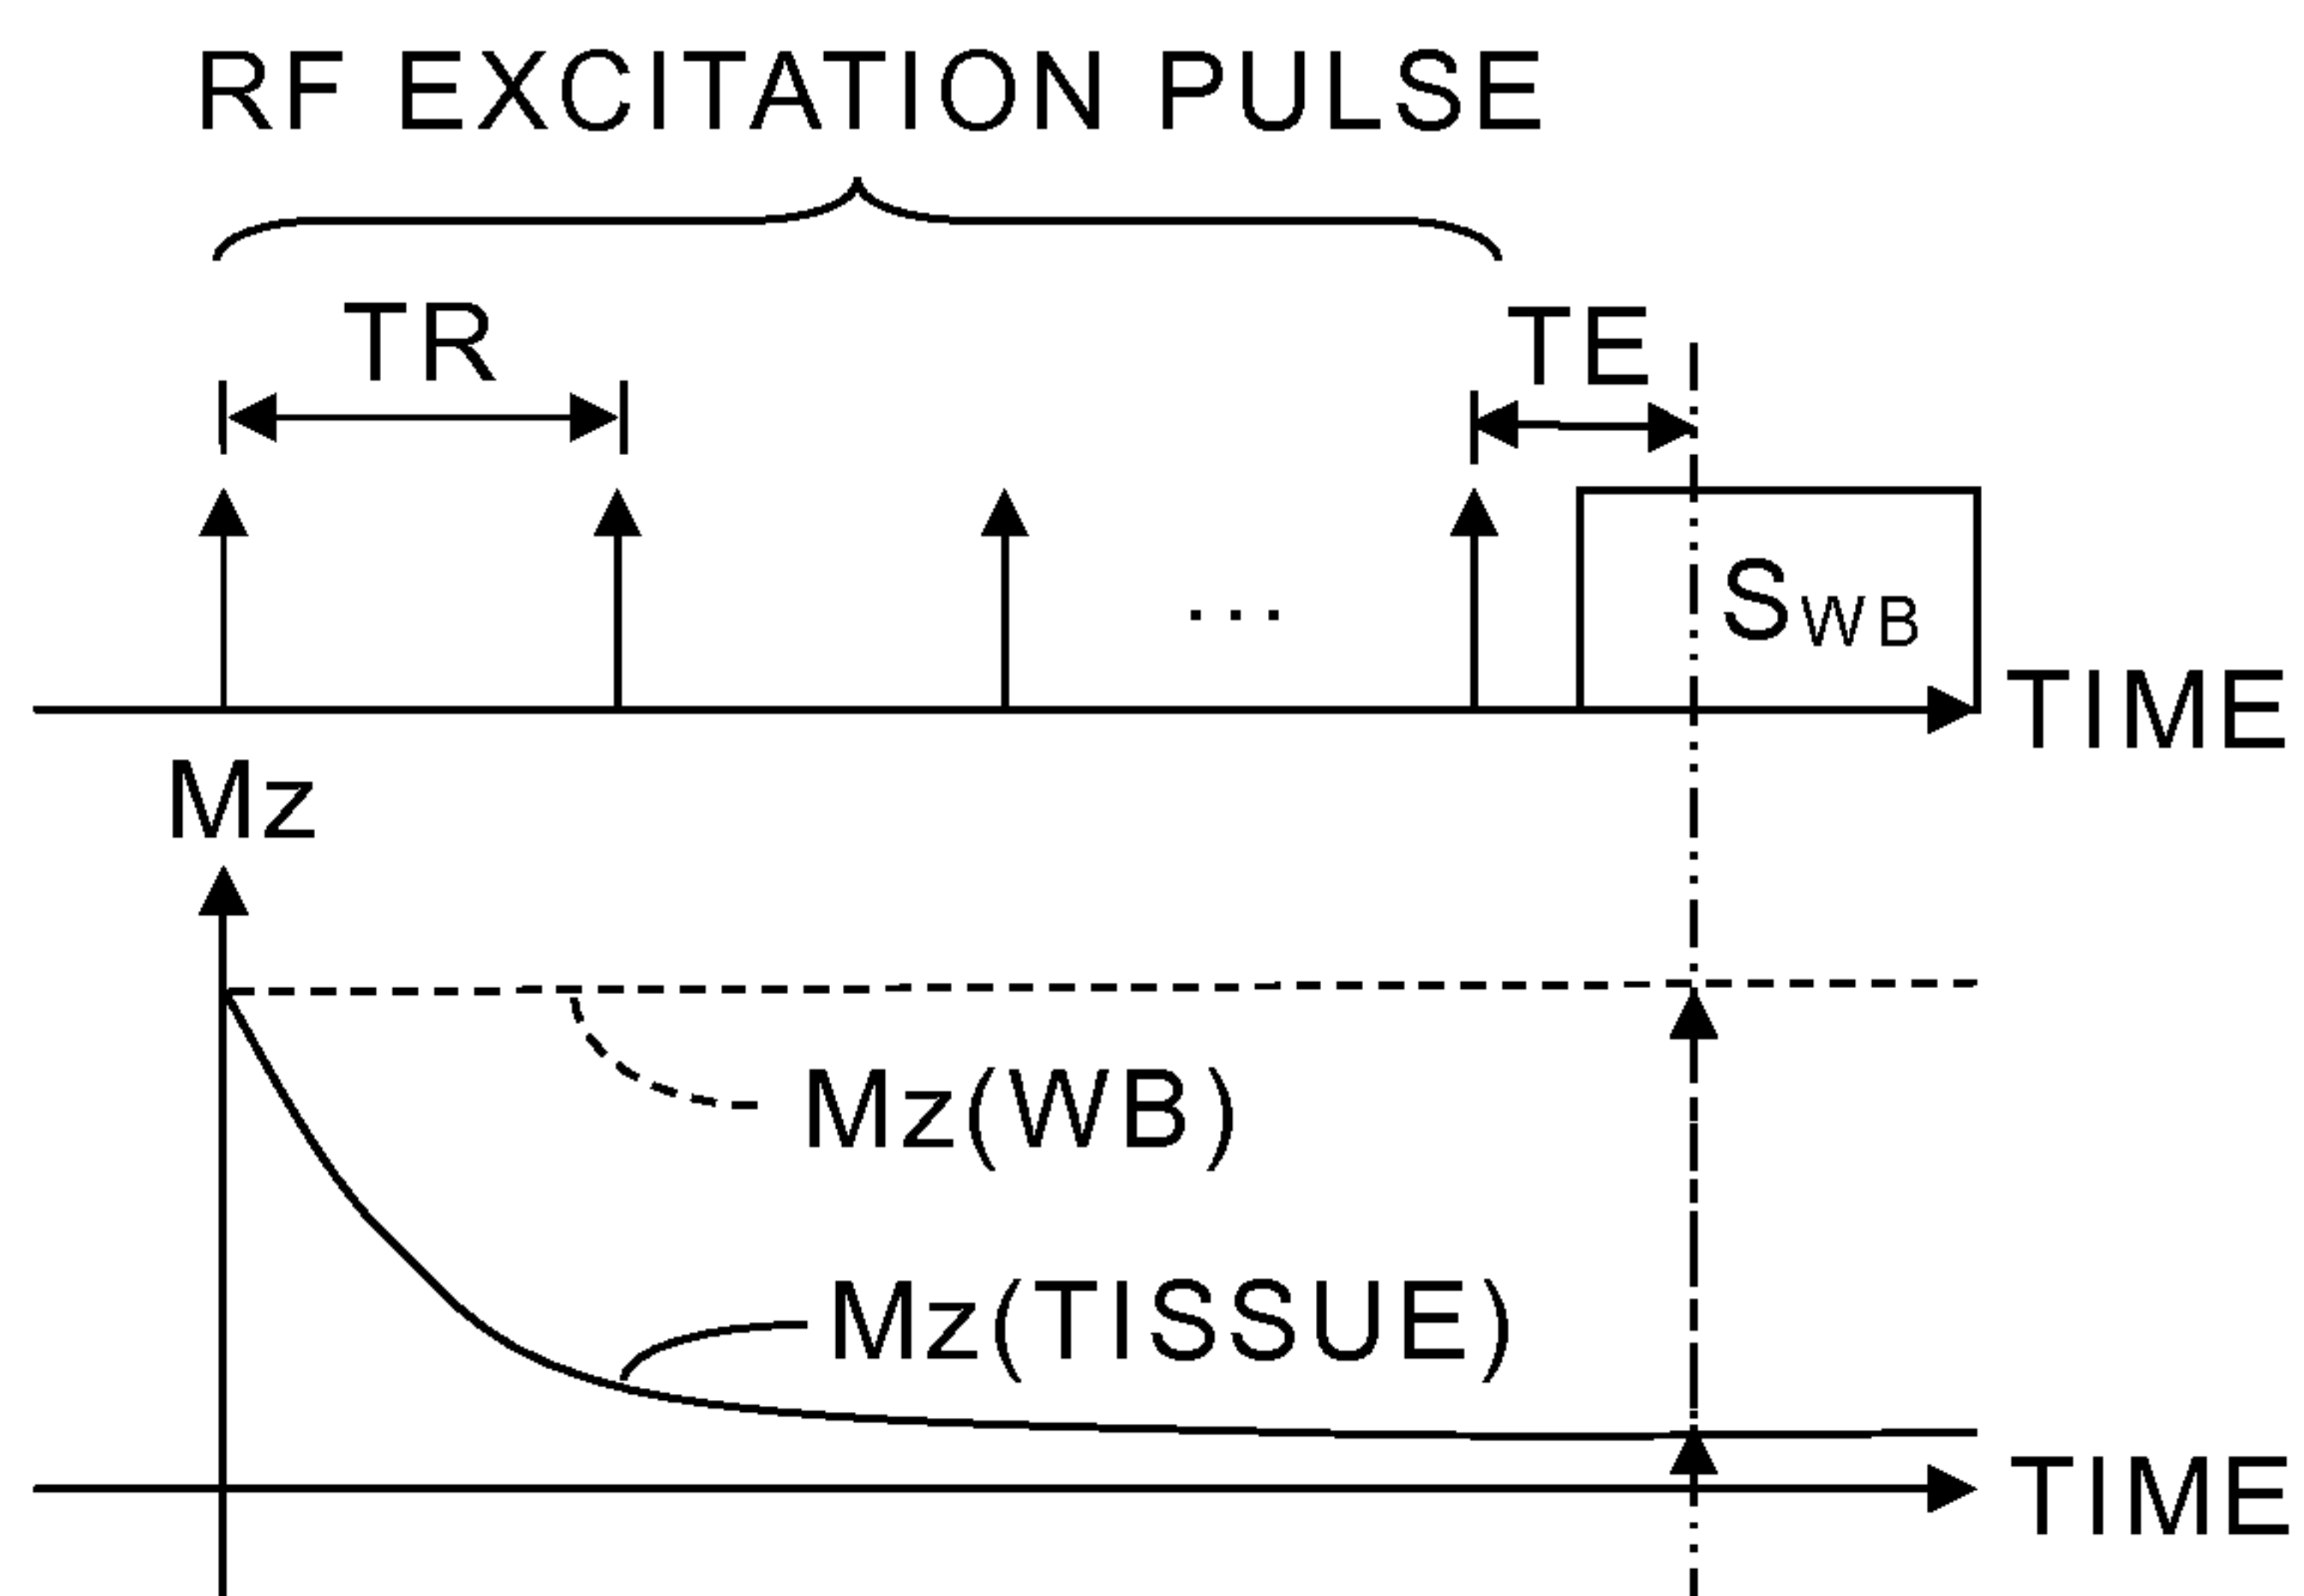 RF EXCITATION PULSE
TR
TE
...
SWB
TIME
Mz
Mz(WB)
Mz(TISSUE)
TIME